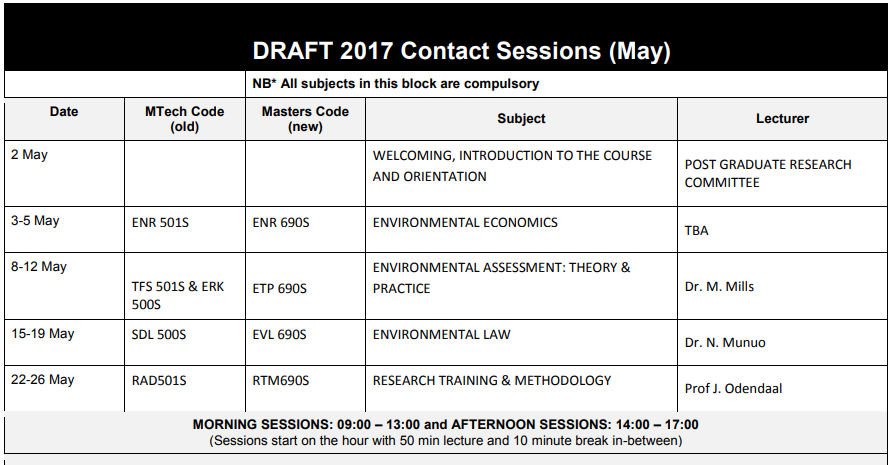 DRAFT 2017 Contact Sessions (May)
NB* All subjects in this block are compulsory
Date
MTech Code
(old)
Masters Code
(new)
Subject
Lecturer
2 May
WELCOMING, INTRODUCTION TO THE COURSE
AND ORIENTATION
POST GRADUATE RESEARCH
COMMITTEE
3-5 May
ENR 501S
ENR 690S
ENVIRONMENTAL ECONOMICS
TBA
8-12 May
TFS 501S & ERK
500S
ETP 690S
ENVIRONMENTAL ASSESSMENT: THEORY &
PRACTICE
Dr. M. Mills
15-19 May
SDL 500S
EVL 690S
ENVIRONMENTAL LAW
Dr. N. Munuo
22-26 May
RAD501S
RTM690S
RESEARCH TRAINING & METHODOLOGY
Prof J. Odendaal
MORNING SESSIONS: 09:00 – 13:00 and AFTERNOON SESSIONS: 14:00 – 17:00
(Sessions start on the hour with 50 min lecture and 10 minute break in-between)